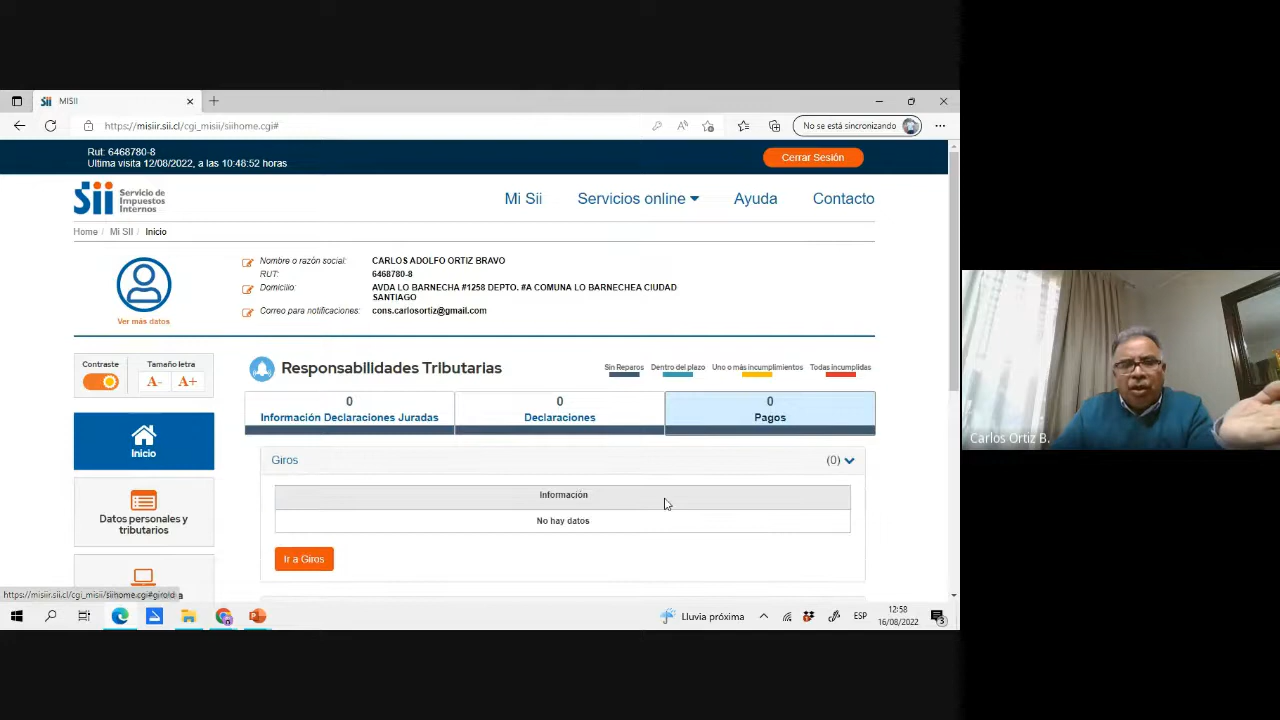 MISII
https://misiir.sii.cl/cgi_misii/siihome.cgi#
No se está sincronizando
Rut: 6468780-8
Ultima visita 12/08/2022, a las 10:48:52 horas
Cerrar Sesión
sii Servicio de
Impuestos
Internos
Mi Sii
Servicios online
Ayuda
Contacto
Home / Mi SII / Inicio
Nombre o razón social: CARLOS ADOLFO ORTIZ BRAVO
RUT: 6468780-8
Domicilio: AVDA LO BARNECHA #1258 DEPTO. #A COMUNA LO BARNECHEA CIUDAD
SANTIAGO
Correo para notificaciones: cons.carlosortiz@gmail.com
Ver más datos
Contraste
Tamaño letra
A- A+
Responsabilidades Tributarias
Sin Reparos
Dentro del plazo
Uno o más incumplimientos
Todas incumplidas
0
Información Declaraciones Juradas
0
Declaraciones
0
Pagos
Inicio
Datos personales y
tributarios
Giros
(0)
Información
No hay datos
Ir a Giros
https://misiir.sii.cl/cgi_misii/siihome.cgi#girold
a
Lluvia próxima
ESP
12:58
16/08/2022
3
Carlos Ortiz B.